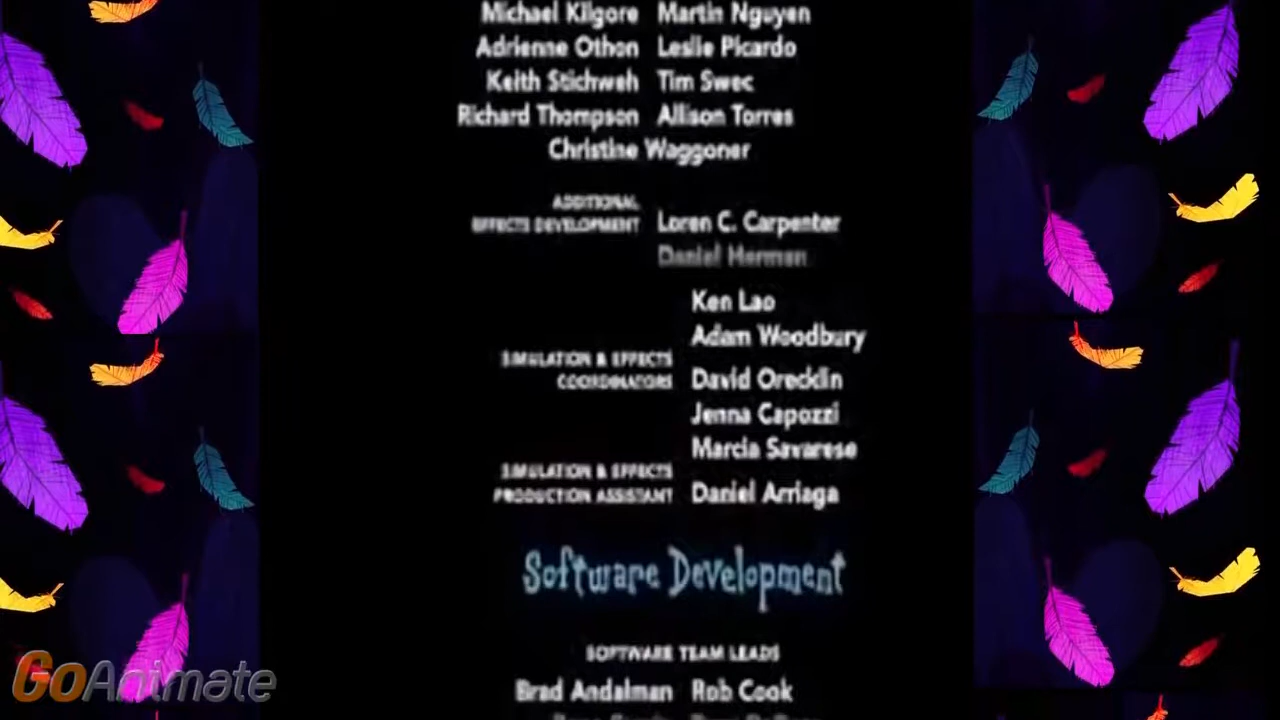 Michael Kilgore Martin Nguyen
Adrienne Othon Leslie Picardo
Keith Stichweh Tim Swec
Richard Thompson Allison Torres
Christine Waggoner
ADDITIONAL
EFFECTS DEVELOPMENT Loren C. Carpenter
Daniel Herman
Ken Lao
Adam Woodbury
SIMULATION & EFFECTS
COORDINATORS David Orecklin
Jenna Capozzi
Marcia Savarese
SIMULATION & EFFECTS
PRODUCTION ASSISTANT Daniel Arriaga
Software Development
SOFTWARE TEAM LEADS
Brad Andalman Rob Cook
GoAnimate